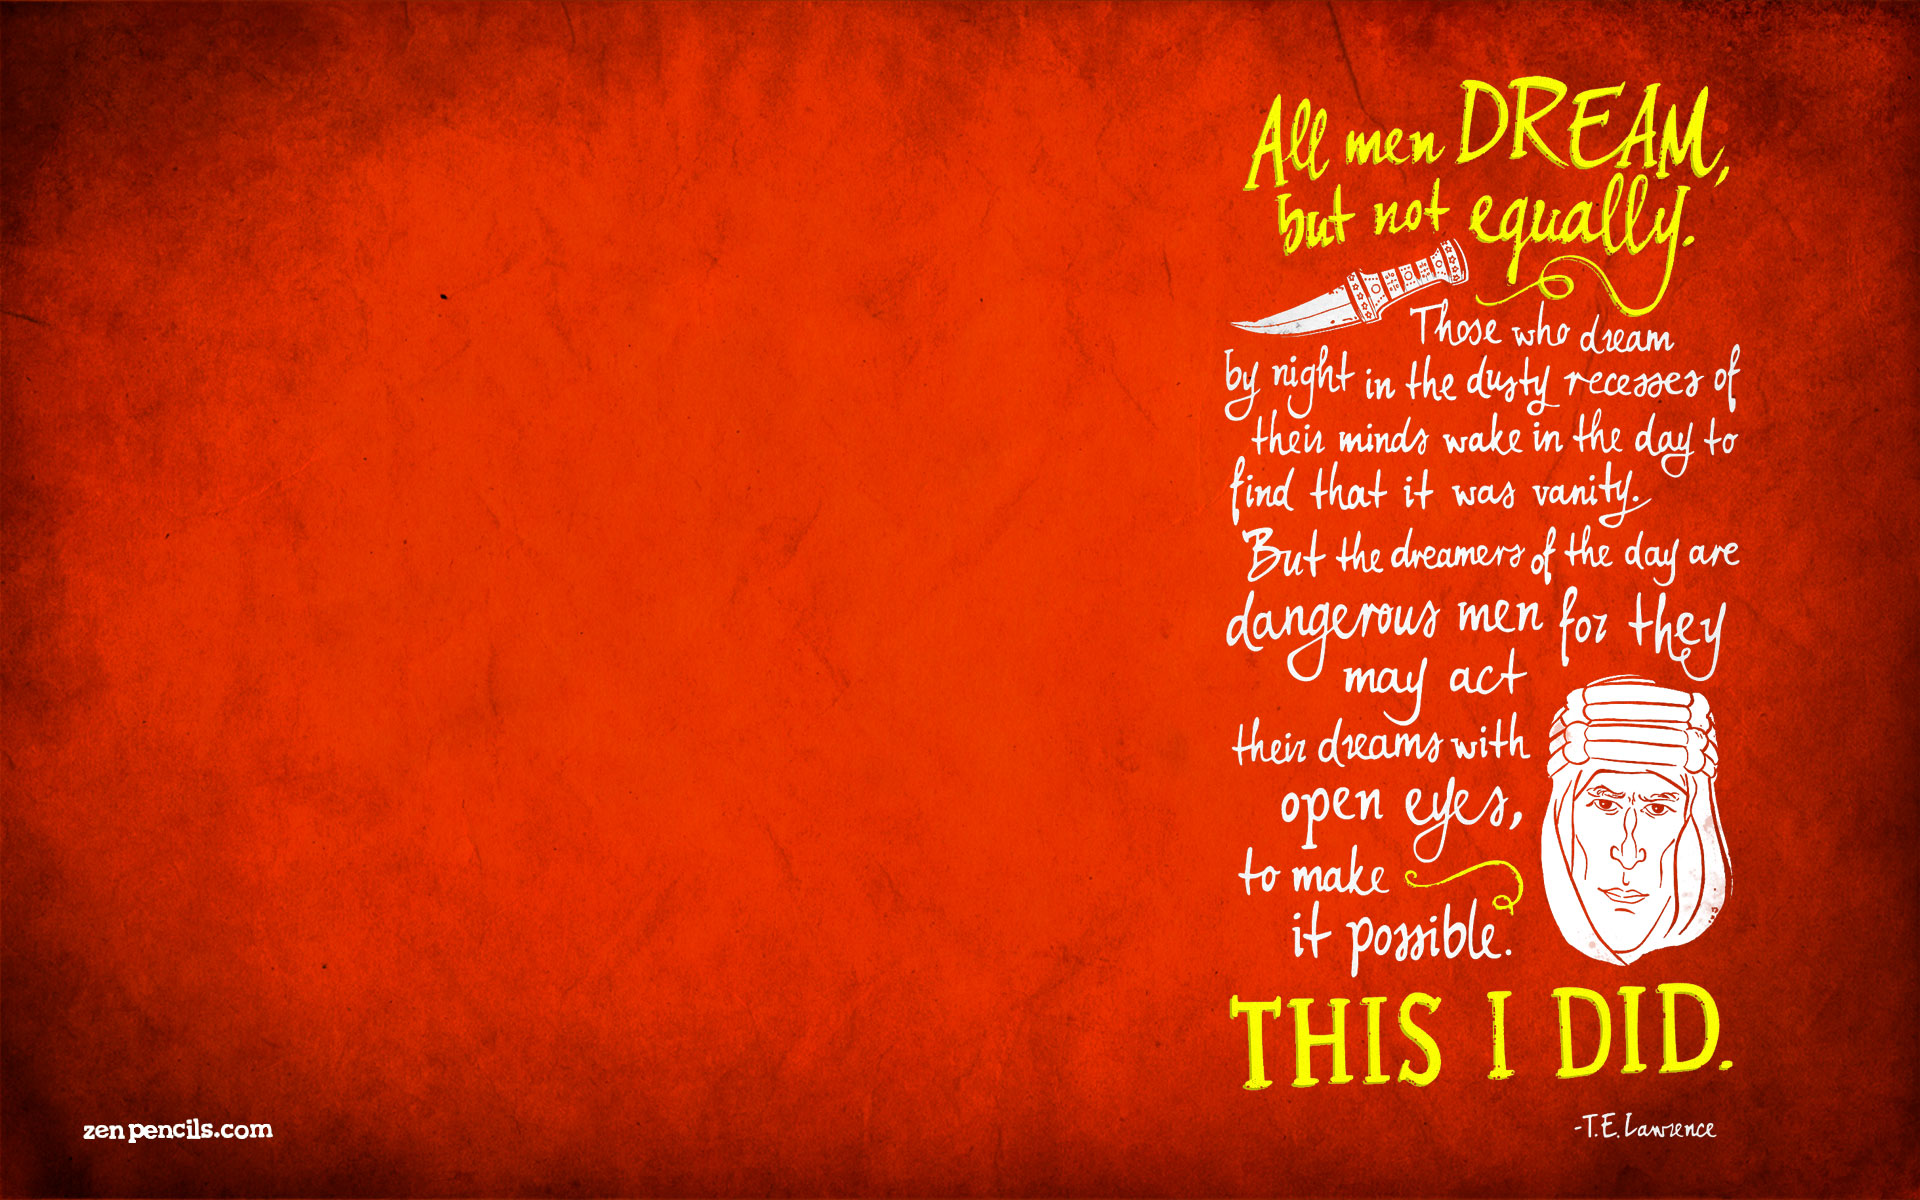 All men DREAM,
but not equally.
Those who dream
by night in the dusty recesses of
their minds wake in the day to
find that it was vanity.
But the dreamers of the day are
dangerous men for they
may act
their dreams with
open eyes,
to make
it possible.
THIS I DID.
-T.E. Lawrence
zenpencils.com